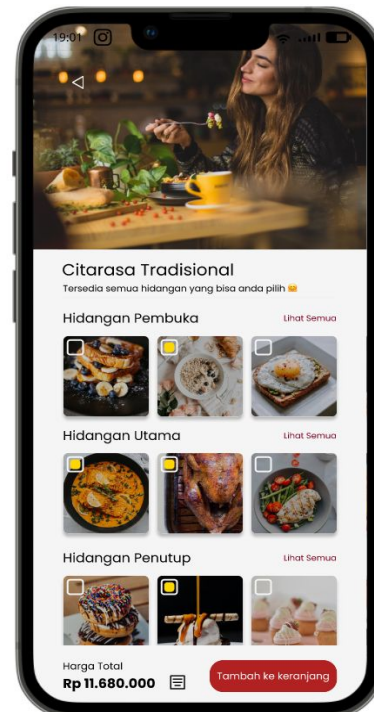 19:01
Citarasa Tradisional
Tersedia semua hidangan yang bisa anda pilih
Hidangan Pembuka
Lihat Semua
Hidangan Utama
Lihat Semua
Hidangan Penutup
Lihat Semua
Harga Total
Rp 11.680.000
Tambah ke keranjang